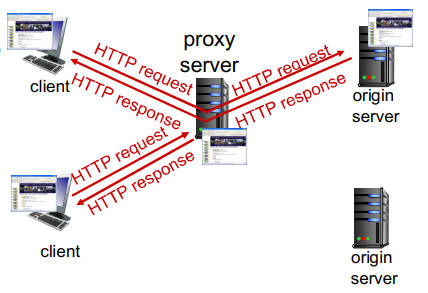 HTTP request
HTTP response
client
proxy
server
HTTP request
HTTP response
origin
server
HTTP request
HTTP response
client
origin
server